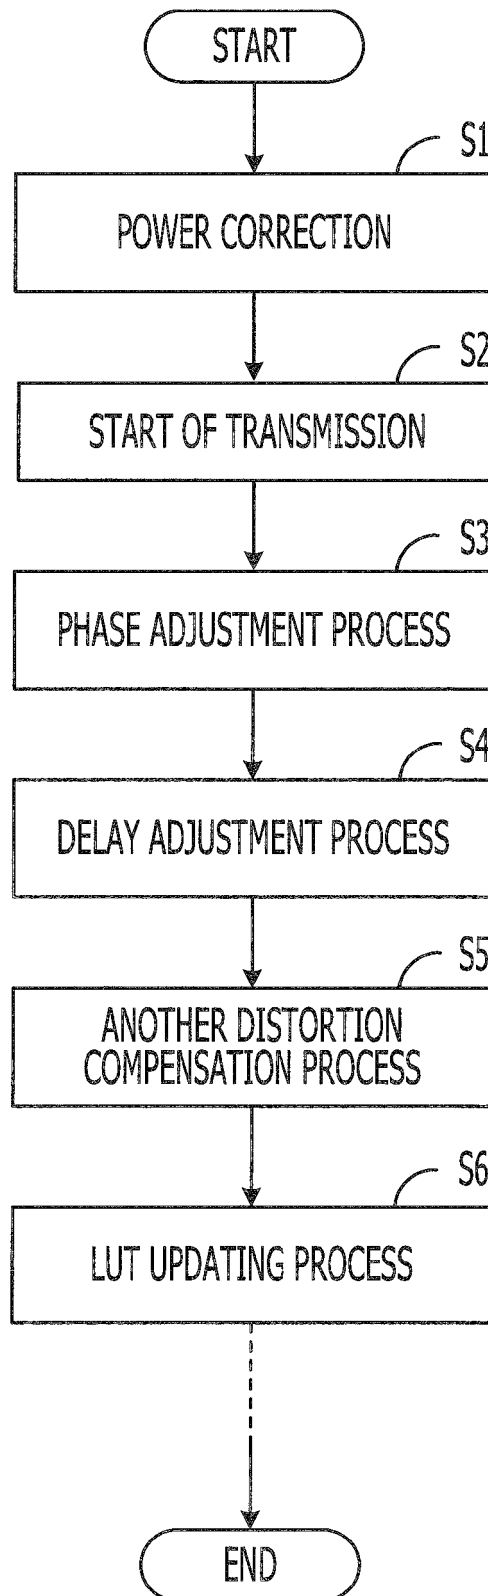 START
S1
POWER CORRECTION
S2
START OF TRANSMISSION
S3
PHASE ADJUSTMENT PROCESS
S4
DELAY ADJUSTMENT PROCESS
S5
ANOTHER DISTORTION
COMPENSATION PROCESS
S6
LUT UPDATING PROCESS
END